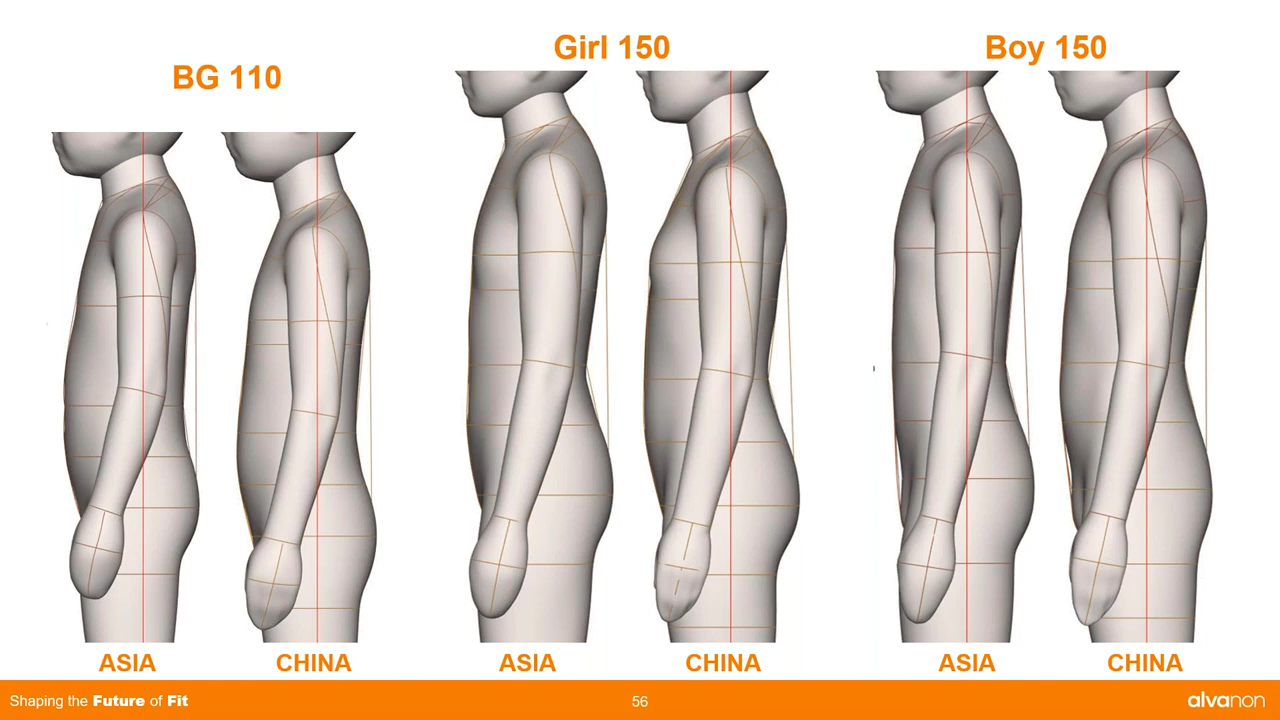 BG 110
Girl 150
Boy 150
ASIA
CHINA
ASIA
CHINA
ASIA
CHINA
Shaping the Future of Fit
56
alvanon